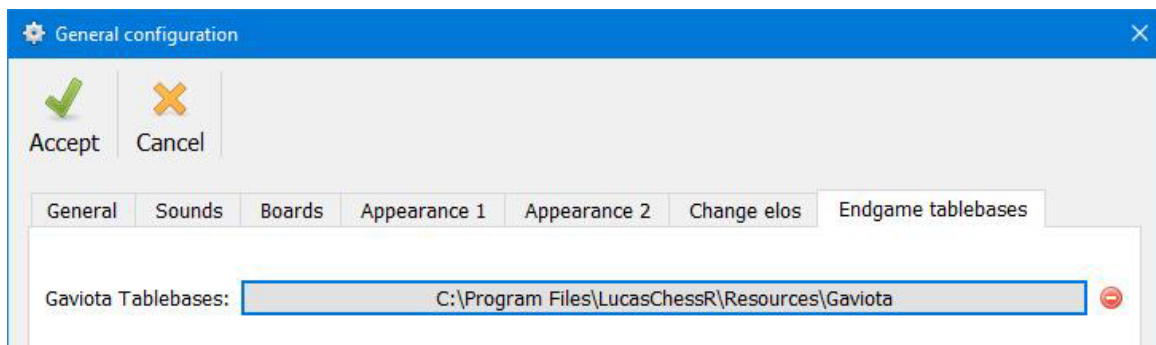 General configuration
Accept Cancel
General Sounds Boards Appearance 1 Appearance 2 Change elos Endgame tablebases
Gaviota Tablebases: C:\Program Files\LucasChessR\Resources\Gaviota